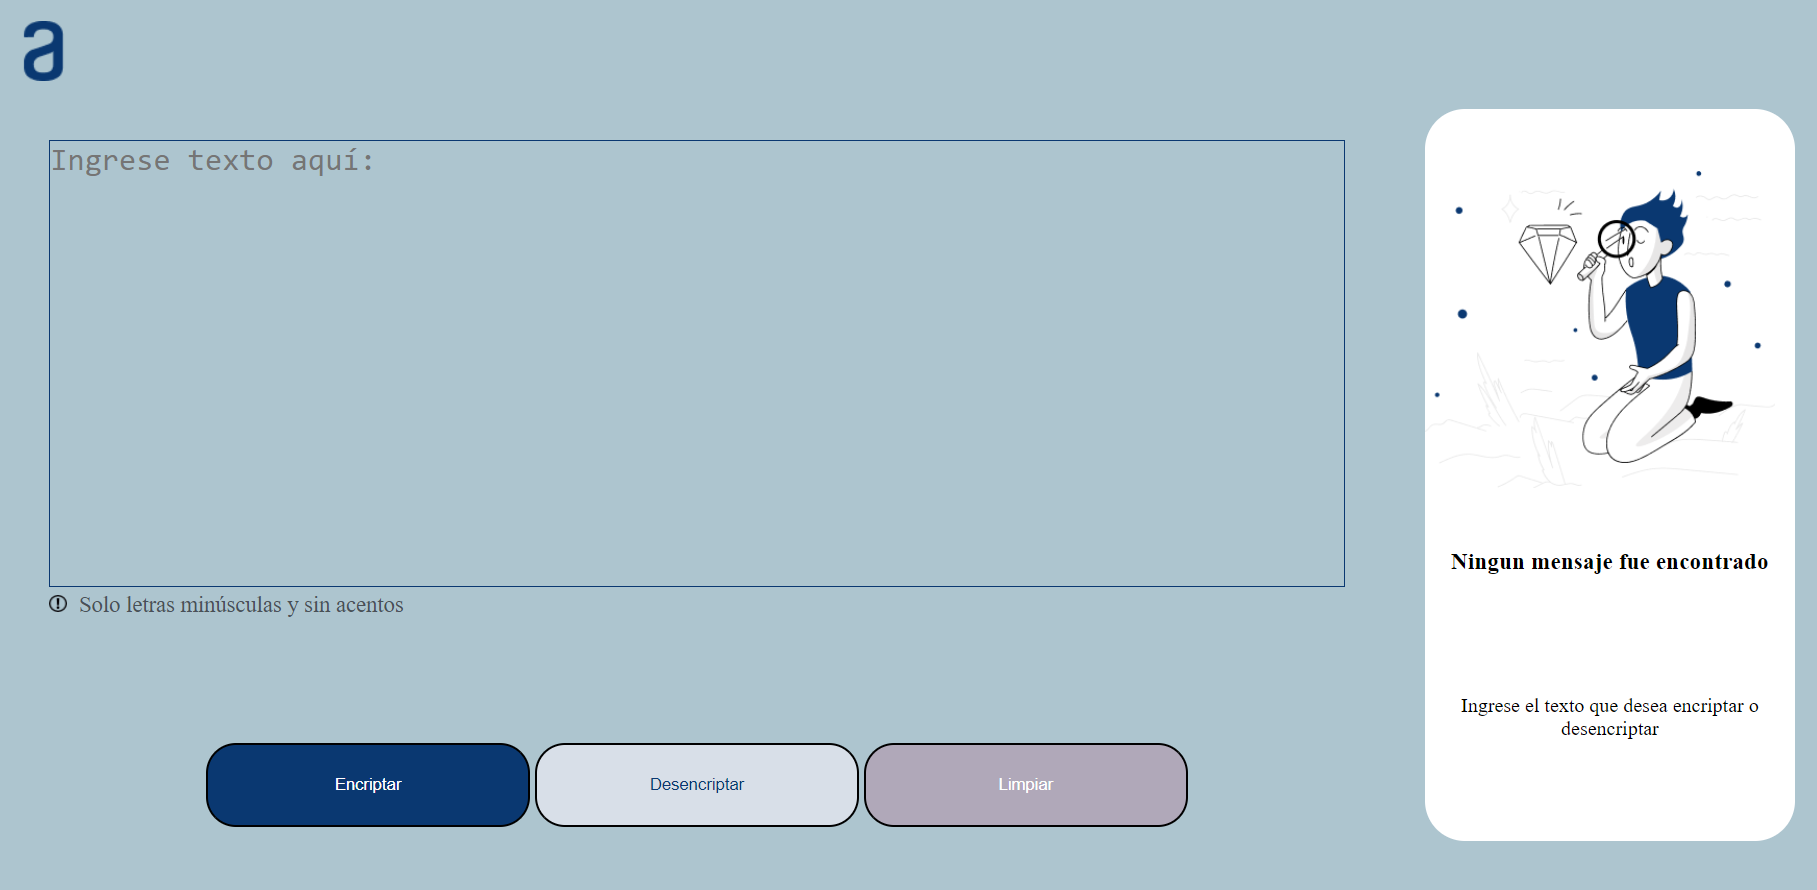 a
Ingrese texto aquí:
Solo letras minúsculas y sin acentos
Encriptar
Desencriptar
Limpiar
Ningun mensaje fue encontrado
Ingrese el texto que desea encriptar o
desencriptar